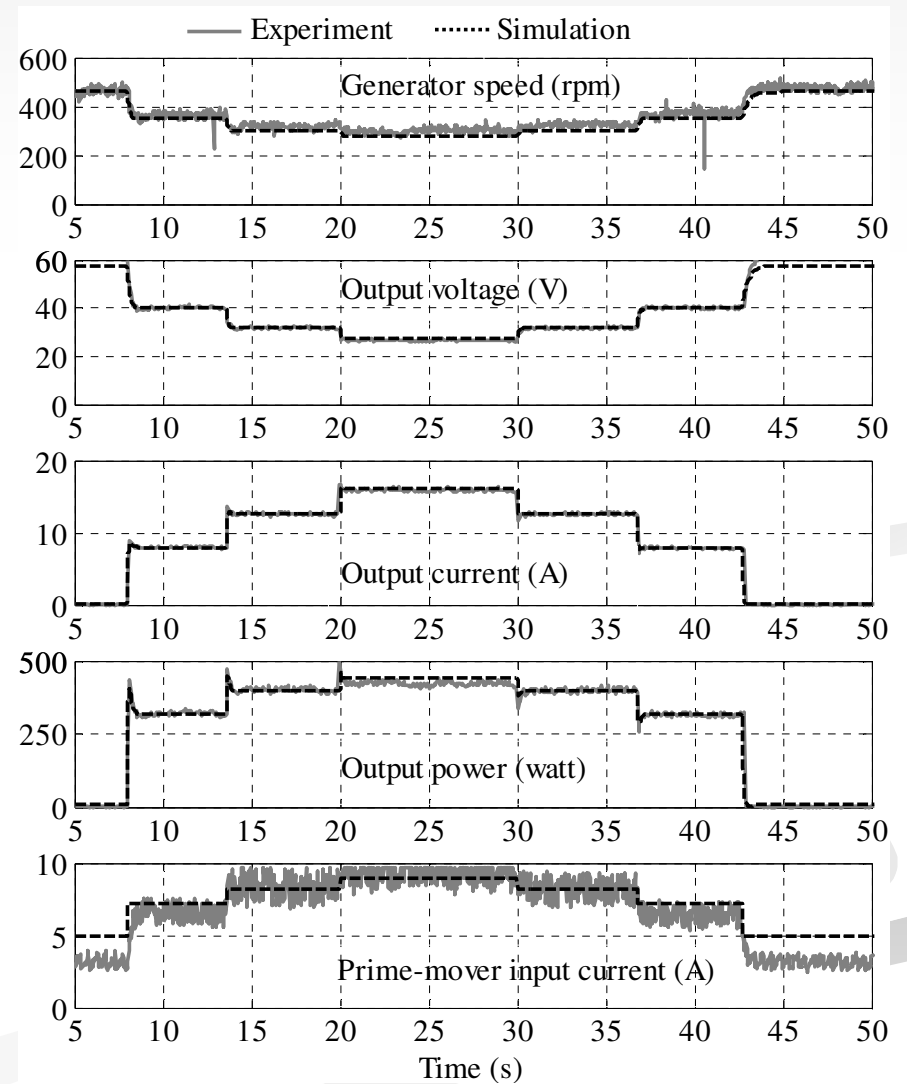 Experiment Simulation
600
Generator speed (rpm)
400
200
0
5 10 15 20 25 30 35 40 45 50
60
Output voltage (V)
40
20
0
5 10 15 20 25 30 35 40 45 50
20
10
Output current (A)
0
5 10 15 20 25 30 35 40 45 50
500
250
Output power (watt)
0
5 10 15 20 25 30 35 40 45 50
10
5
Prime-mover input current (A)
0
5 10 15 20 25 30 35 40 45 50
Time (s)